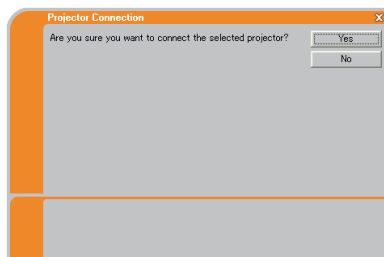 Projector Connection X
Are you sure you want to connect the selected projector? Yes
No